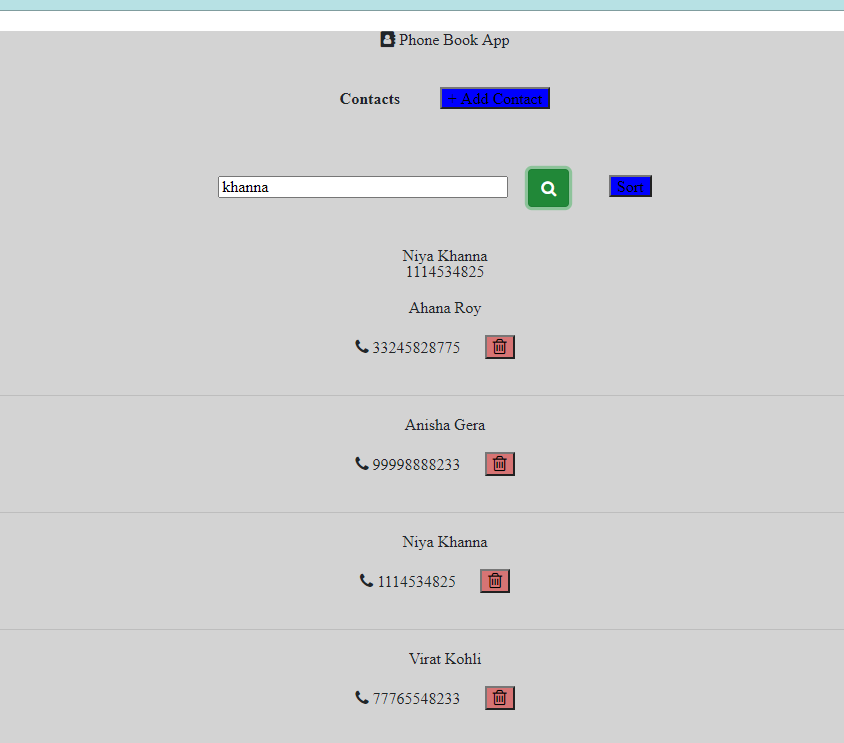 Phone Book App
Contacts + Add Contact
khanna Sort
Niya Khanna
1114534825
Ahana Roy
33245828775
Anisha Gera
99998888233
Niya Khanna
1114534825
Virat Kohli
77765548233